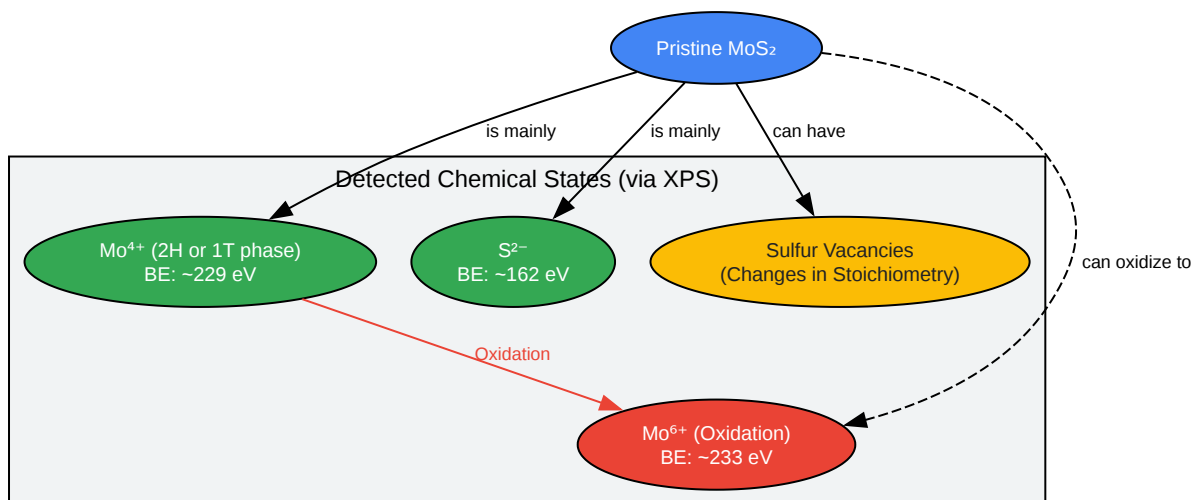 Pristine MoS₂
is mainly
is mainly
can have
Detected Chemical States (via XPS)
Mo⁴⁺ (2H or 1T phase)
BE: ~229 eV
S²⁻
BE: ~162 eV
Sulfur Vacancies
(Changes in Stoichiometry)
can oxidize to
Oxidation
Mo⁶⁺ (Oxidation)
BE: ~233 eV